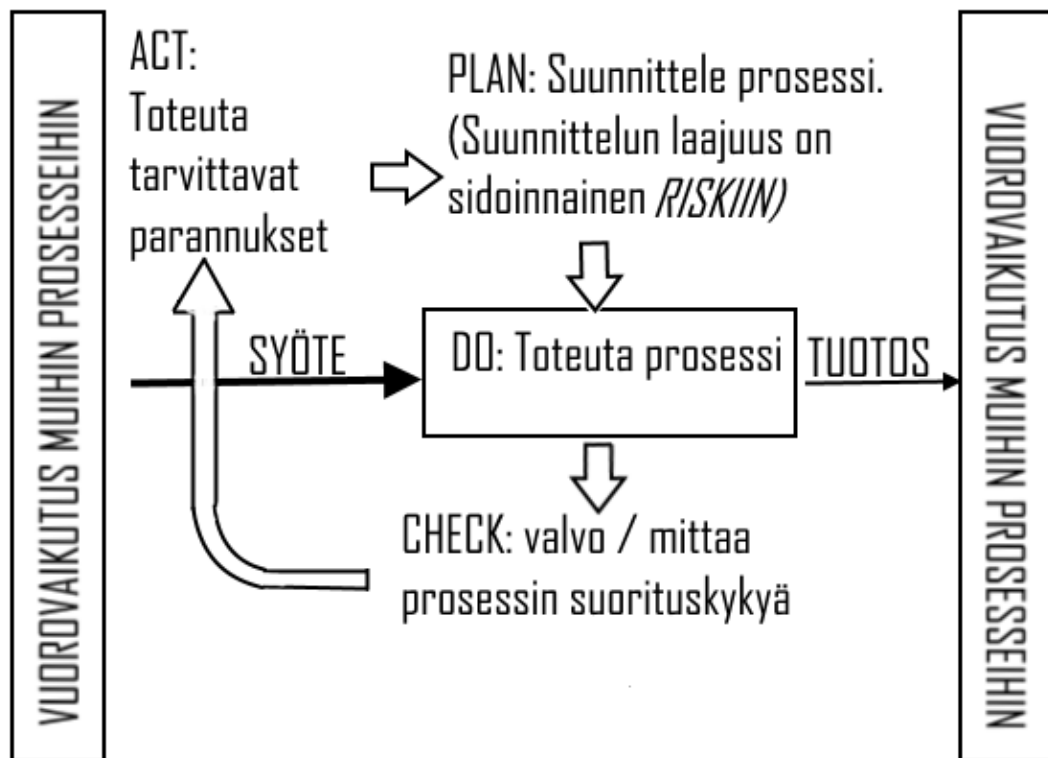 VUOROVAIKUTUS MUIHIN PROSESSEIHIN
ACT:
Toteuta
tarvittavat
parannukset
PLAN: Suunnittele prosessi.
(Suunnittelun laajuus on
sidoinnainen RISKIIN)
SYÖTE
DO: Toteuta prosessi
TUOTOS
CHECK: valvo / mittaa
prosessin suorituskykyä
VUOROVAIKUTUS MUIHIN PROSESSEIHIN